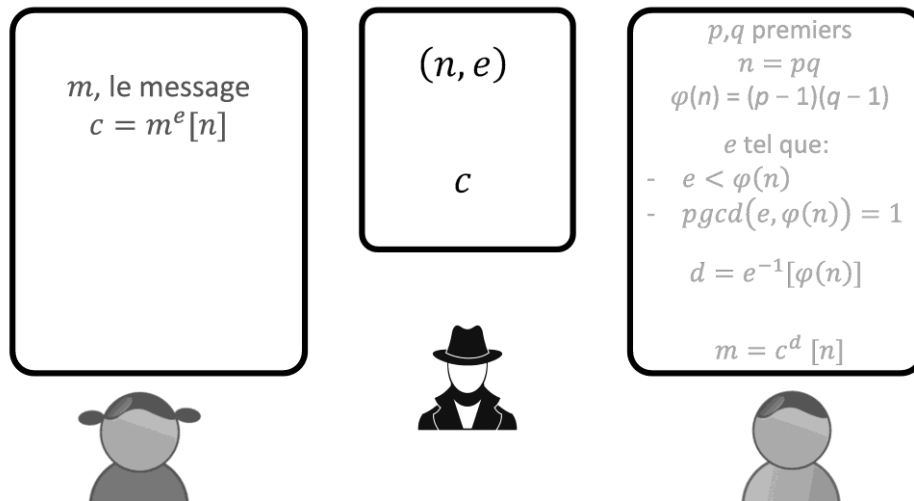 m, le message
c = m^e[n]
(n, e)
c
p,q premiers
n = pq
φ(n) = (p – 1)(q – 1)
e tel que:
- e < φ(n)
- pgcd(e, φ(n)) = 1
d = e^{-1}[φ(n)]
m = c^d [n]